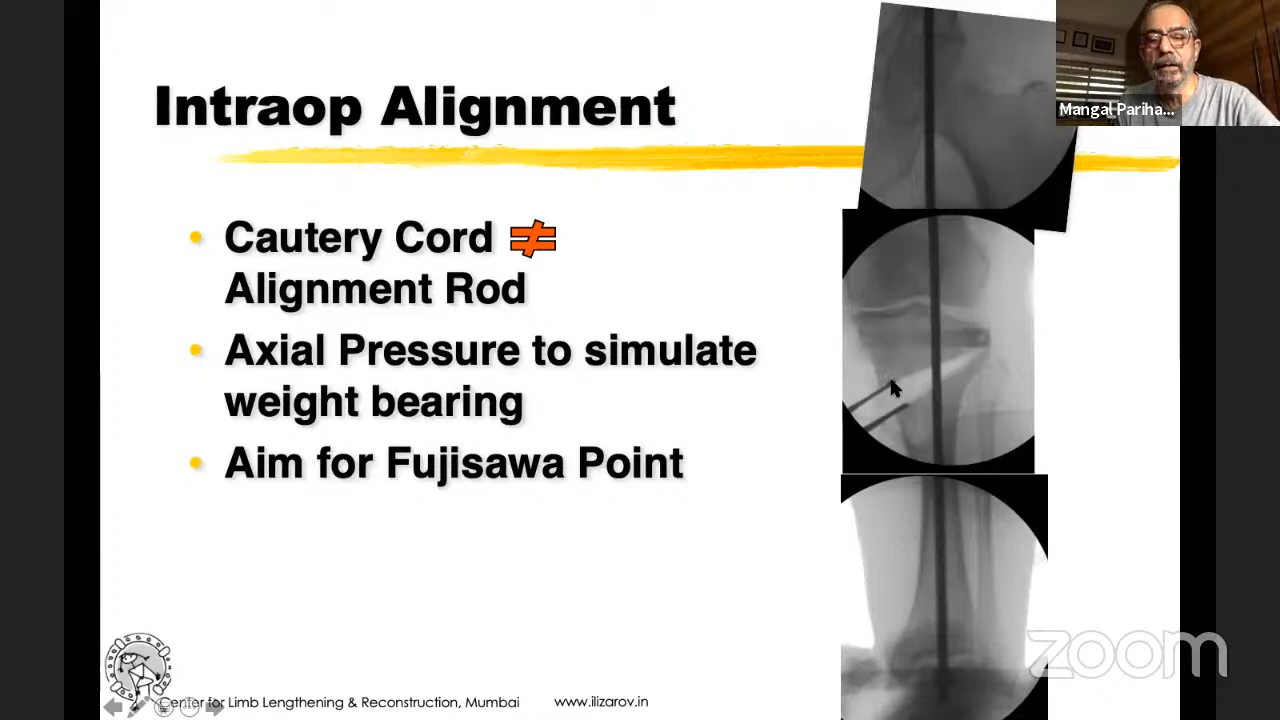 Intraop Alignment
Mangal Pariha...
• Cautery Cord ≠
Alignment Rod
• Axial Pressure to simulate
weight bearing
• Aim for Fujisawa Point
zoom
Center for Limb Lengthening & Reconstruction, Mumbai www.ilizarov.in